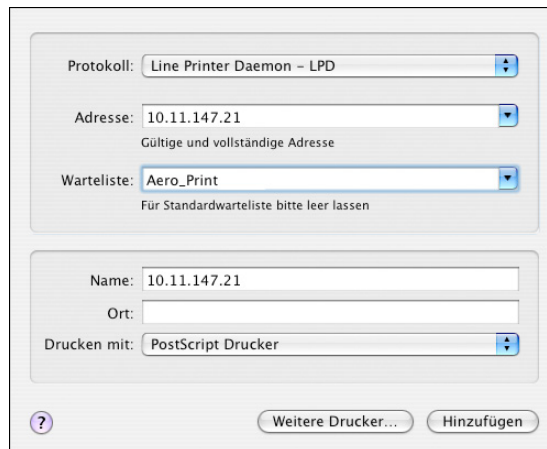 Protokoll: Line Printer Daemon – LPD
Adresse: 10.11.147.21
Gültige und vollständige Adresse
Warteliste: Aero_Print
Für Standardwarteliste bitte leer lassen
Name: 10.11.147.21
Ort:
Drucken mit: PostScript Drucker
? Weitere Drucker... Hinzufügen